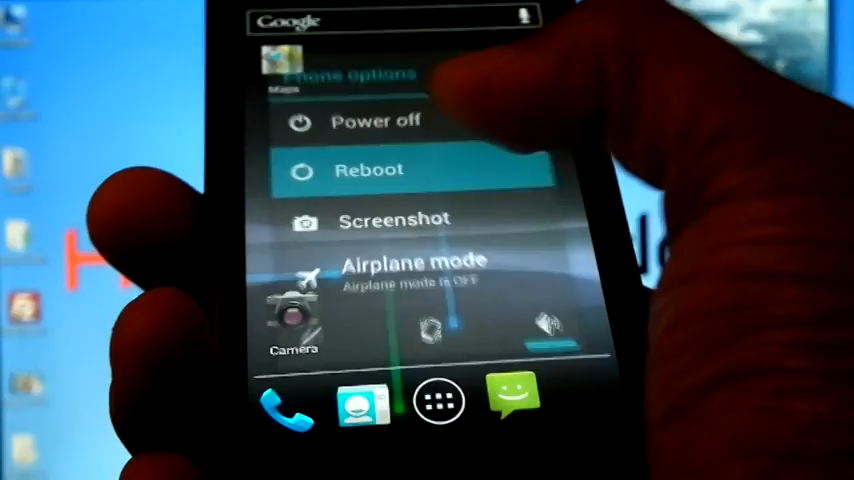 Google
Phone options
Maps
Power off
Reboot
Screenshot
Airplane mode
Airplane mode is OFF
Camera